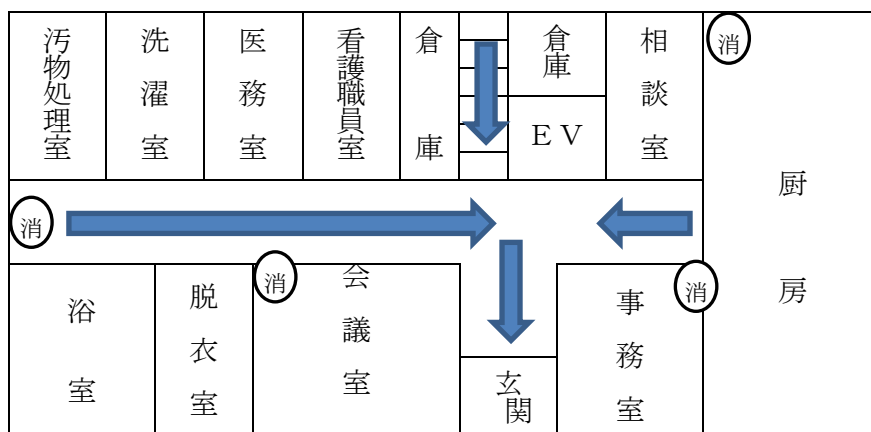 汚物処理室
洗濯室
医務室
看護職員室
倉庫
倉庫
ＥＶ
相談室
消
厨房
消
消
消
浴室
脱衣室
会議室
玄関
事務室